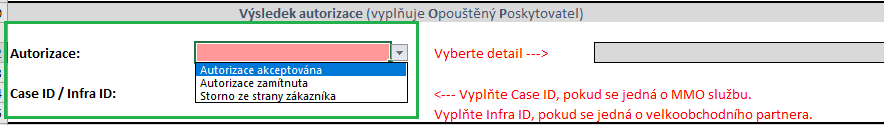 Výsledek autorizace (vyplňuje Opouštěný Poskytovatel)
Autorizace:
Vyberte detail --->
Autorizace akceptována
Autorizace zamítnuta
Storno ze strany zákazníka
Case ID / Infra ID:
<--- Vyplňte Case ID, pokud se jedná o MMO službu.
Vyplňte Infra ID, pokud se jedná o velkoobchodního partnera.